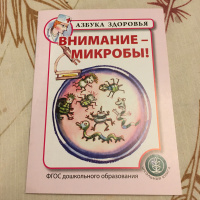 АЗБУКА ЗДОРОВЬЯ
ВНИМАНИЕ –
МИКРОБЫ!
ФГОС дошкольного образования